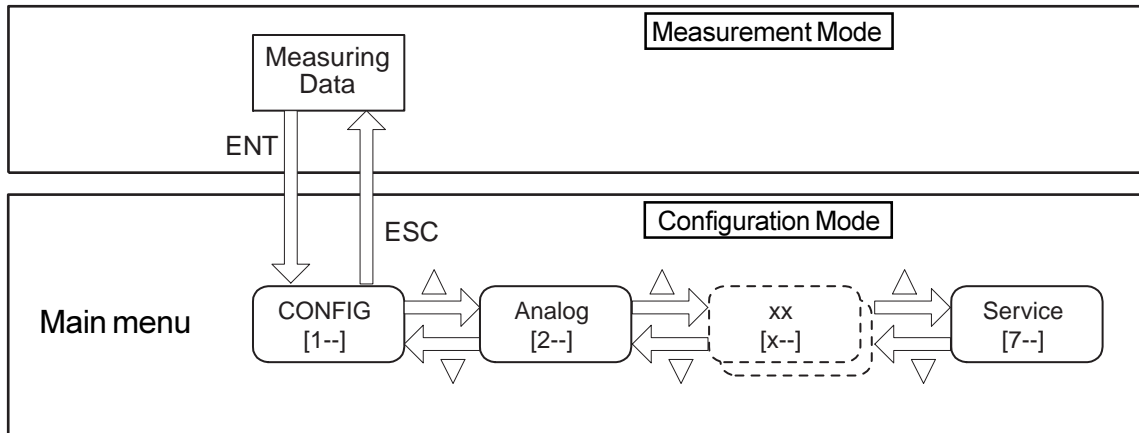 Measurement Mode
Measuring
Data
ENT
ESC
Configuration Mode
Main menu
CONFIG
[1--]
Analog
[2--]
xx
[x--]
Service
[7--]